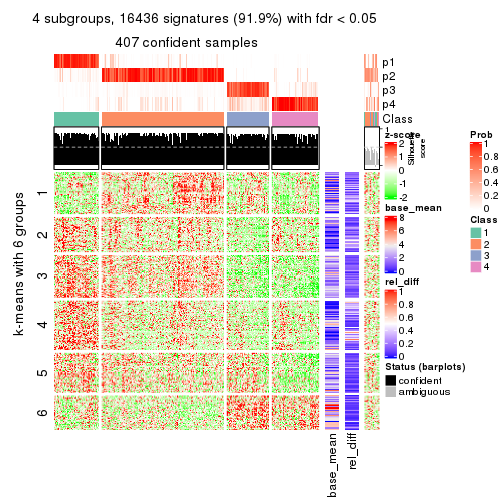 4 subgroups, 16436 signatures (91.9%) with fdr < 0.05
407 confident samples
p1
p2
p3
p4
Class
1
Silhouette
score
k-means with 6 groups
1
2
3
4
5
6
base_mean
rel_diff
z-score
2
1
0
-1
-2
base_mean
8
6
4
2
0
rel_diff
1
0.8
0.6
0.4
0.2
0
Status (barplots)
confident
ambiguous
Prob
1
0.8
0.6
0.4
0.2
0
Class
1
2
3
4